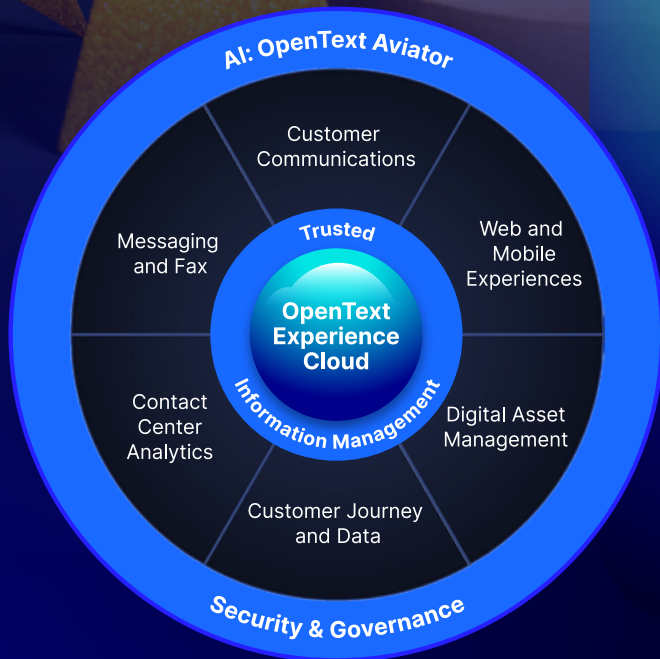 AI: OpenText Aviator
Customer
Communications
Web and
Mobile
Experiences
Messaging
and Fax
Trusted
OpenText
Experience
Cloud
Information Management
Contact
Center
Analytics
Digital Asset
Management
Customer Journey
and Data
Security & Governance